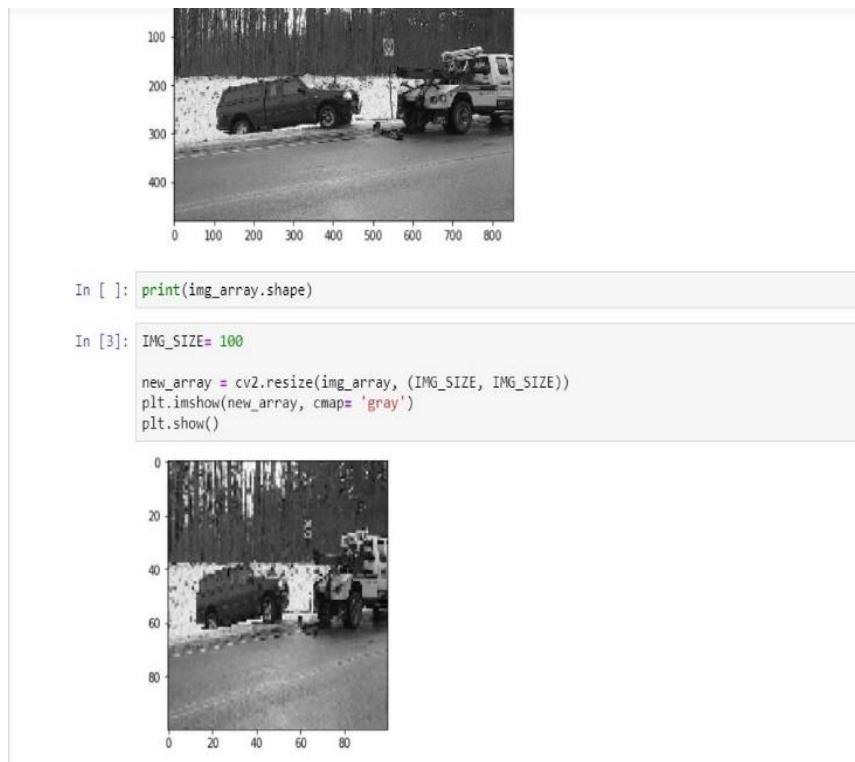 100
200
300
400
0 100 200 300 400 500 600 700 800
In [ ]: print(img_array.shape)
In [3]: IMG_SIZE= 100
new_array = cv2.resize(img_array, (IMG_SIZE, IMG_SIZE))
plt.imshow(new_array, cmap= 'gray')
plt.show()
0
20
40
60
80
0 20 40 60 80